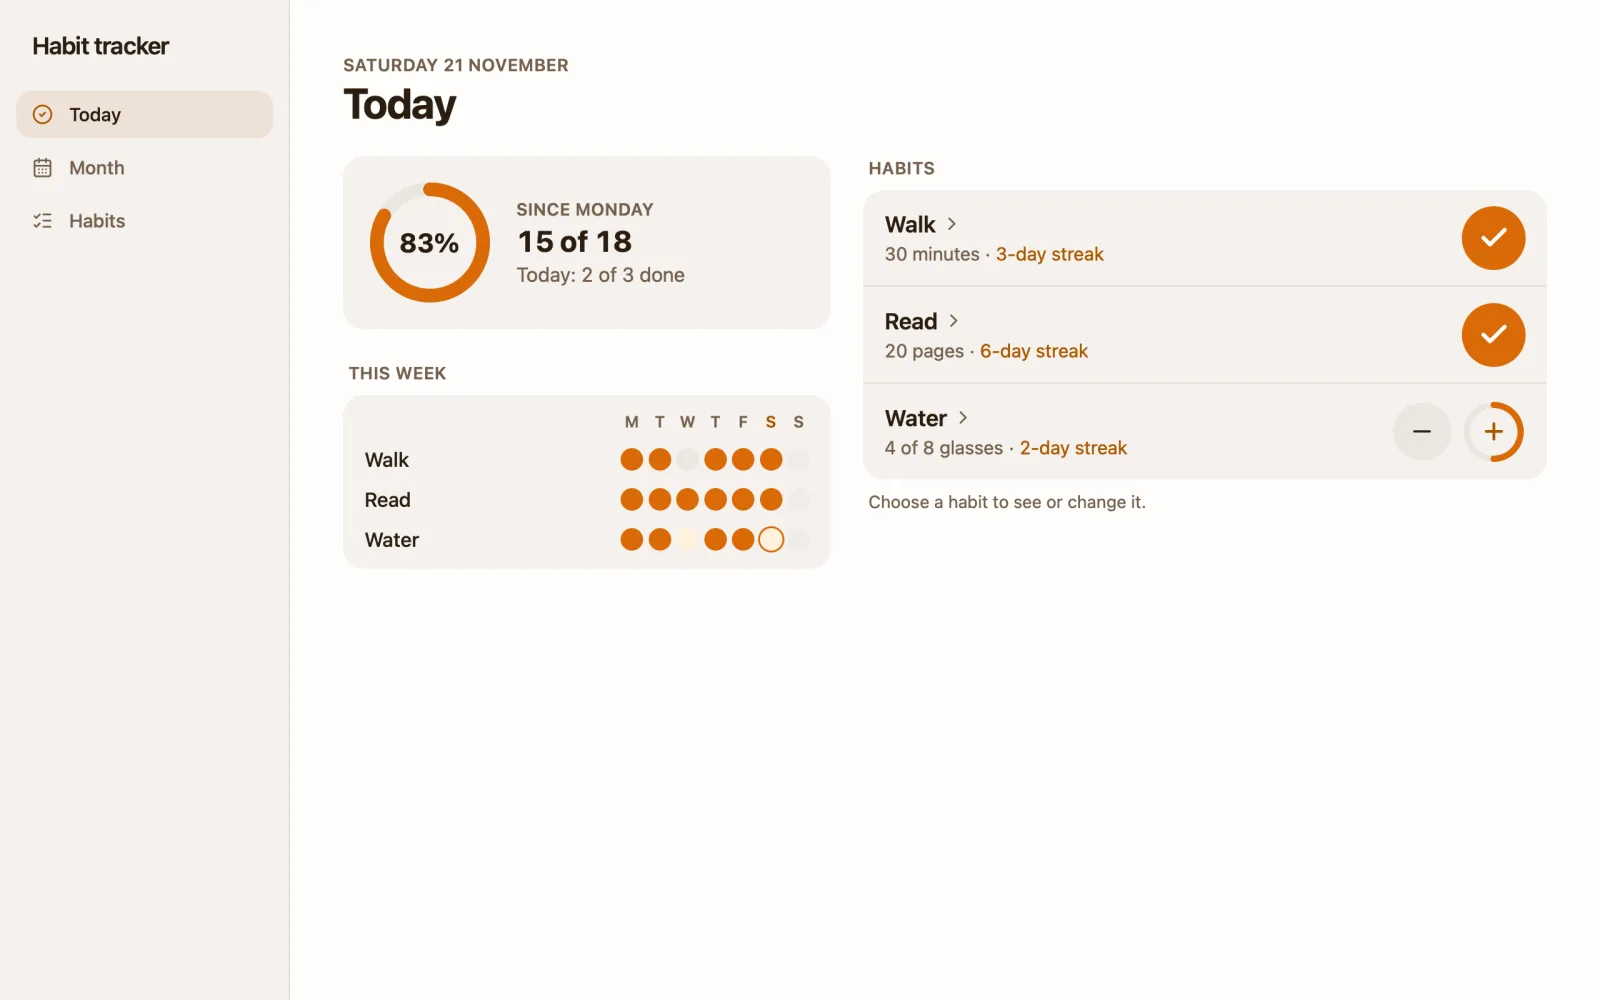 Habit tracker
Today
Month
Habits
SATURDAY 21 NOVEMBER
Today
83%
SINCE MONDAY
15 of 18
Today: 2 of 3 done
THIS WEEK
M T W T F S S
Walk
Read
Water
HABITS
Walk
30 minutes · 3-day streak
Read
20 pages · 6-day streak
Water
4 of 8 glasses · 2-day streak
Choose a habit to see or change it.